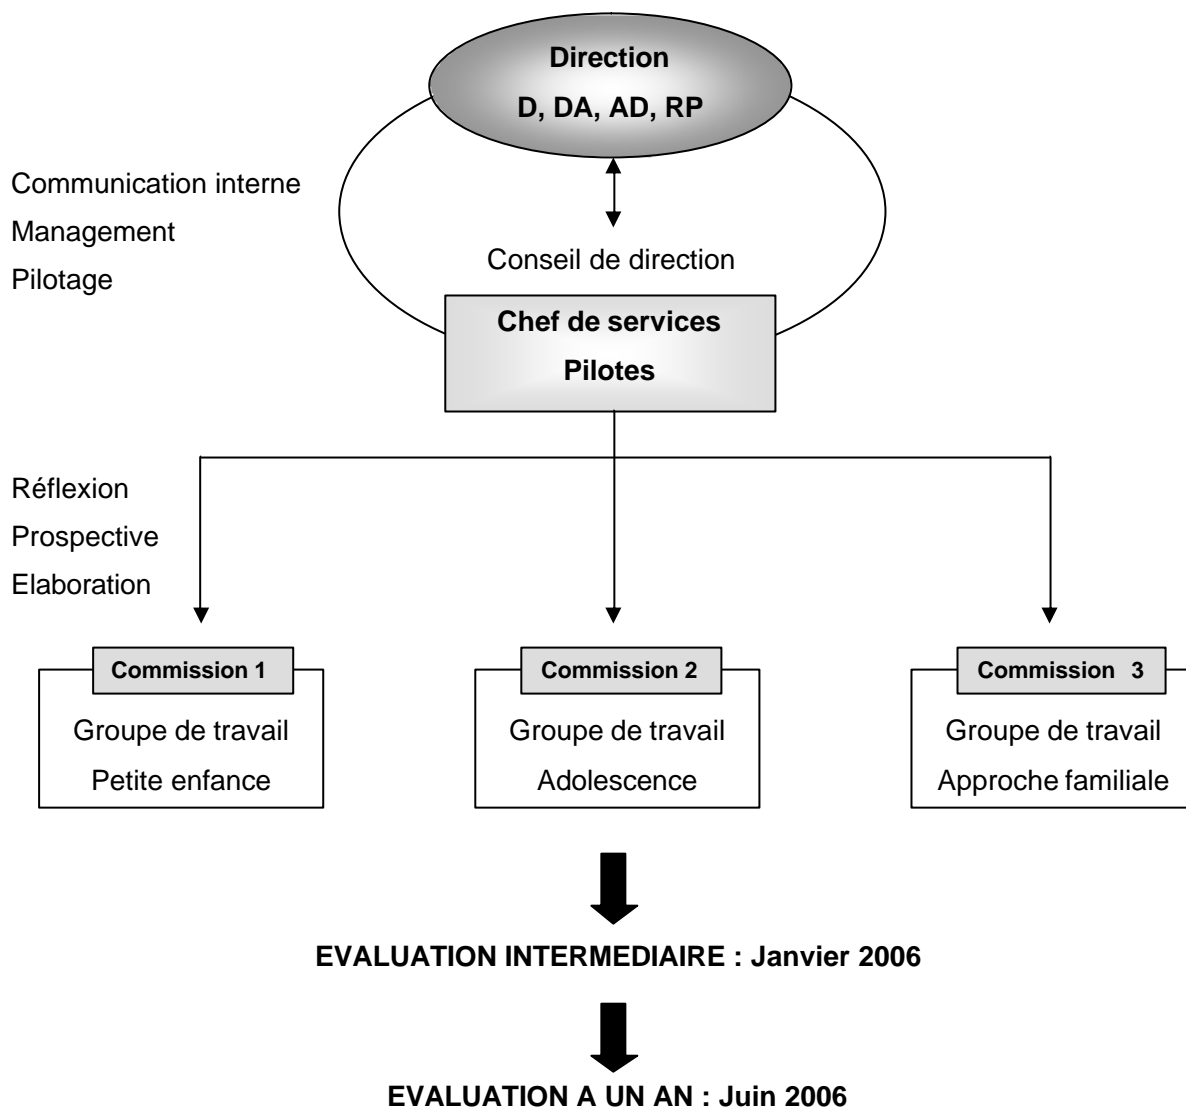 Direction
D, DA, AD, RP
Communication interne
Management
Pilotage
Conseil de direction
Chef de services
Pilotes
Réflexion
Prospective
Elaboration
Commission 1
Groupe de travail
Petite enfance
Commission 2
Groupe de travail
Adolescence
Commission 3
Groupe de travail
Approche familiale
EVALUATION INTERMEDIAIRE : Janvier 2006
EVALUATION A UN AN : Juin 2006